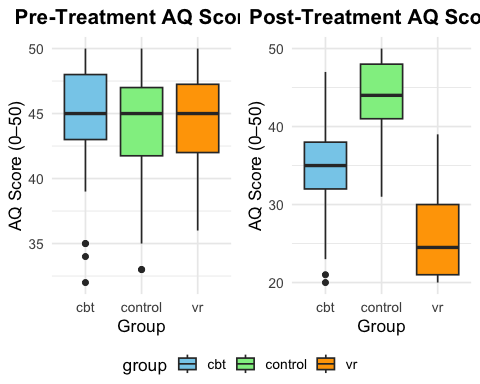 Pre-Treatment AQ Scor
Post-Treatment AQ Sco
AQ Score (0–50)
50
45
40
35
cbt
control
vr
Group
AQ Score (0–50)
50
40
30
20
cbt
control
vr
Group
group
cbt
control
vr